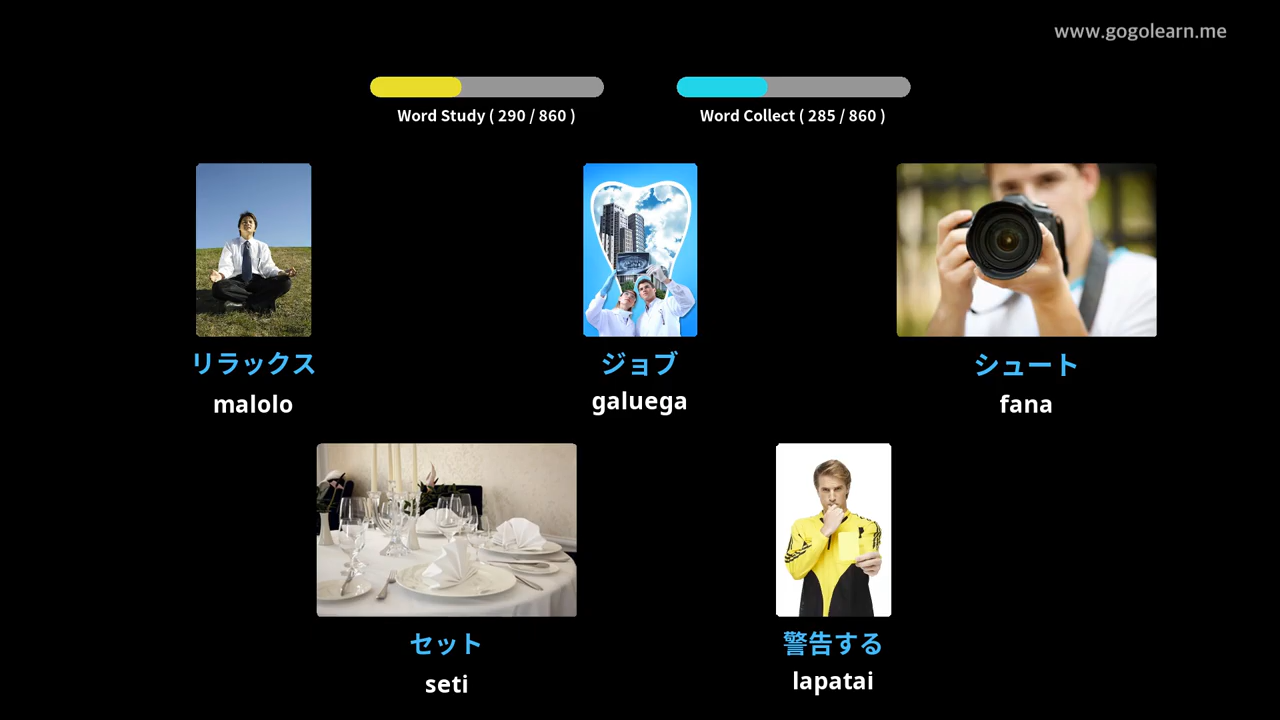 www.gogolearn.me
Word Study ( 290 / 860 )
Word Collect ( 285 / 860 )
リラックス
malolo
ジョブ
galuega
シュート
fana
セット
seti
警告する
lapatai